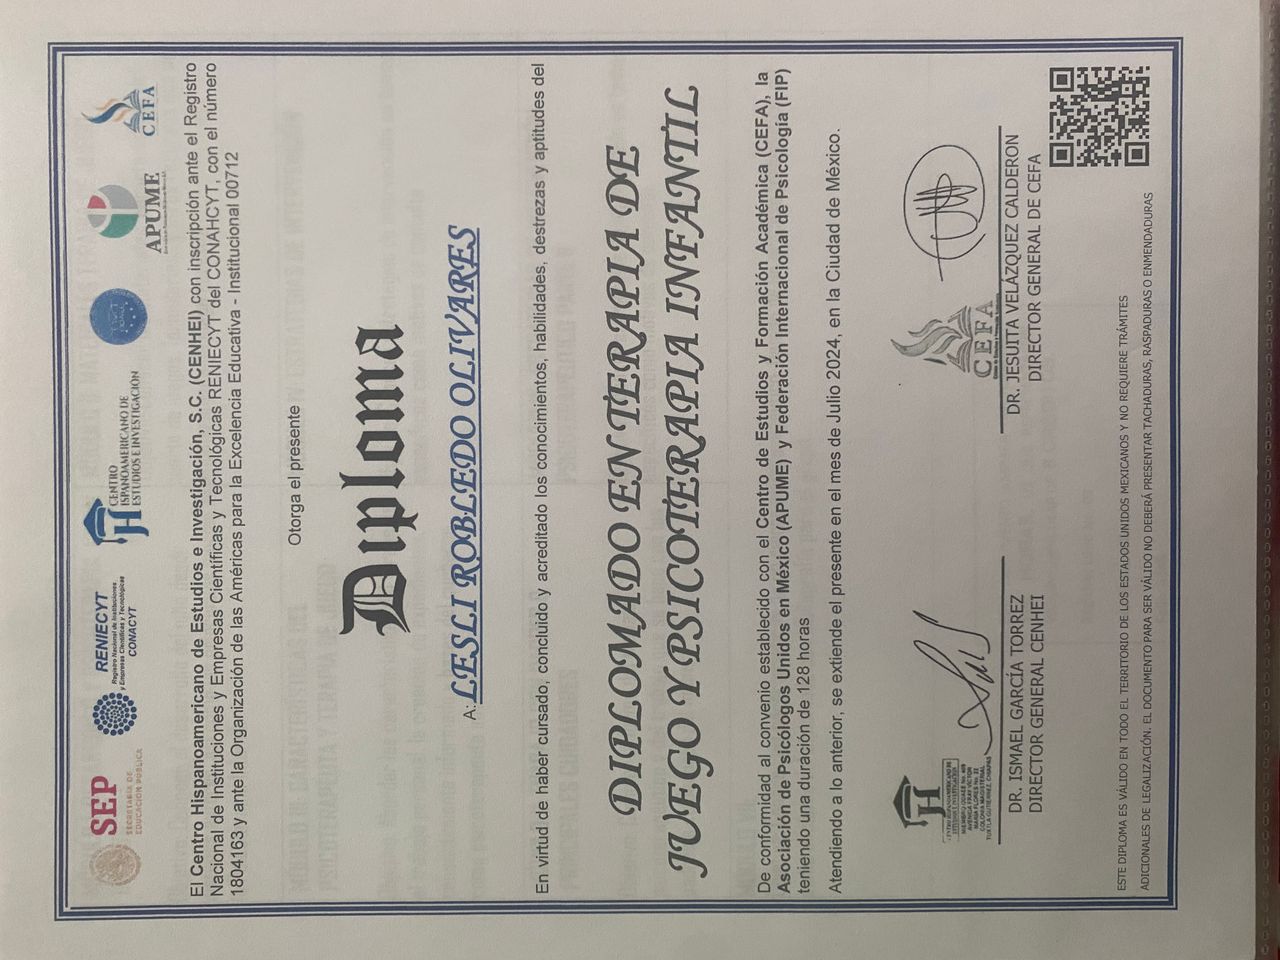 SEP
SECRETARÍA DE
EDUCACIÓN PÚBLICA
RENIECYT
Registro Nacional de Instituciones
y Empresas Científicas y Tecnológicas
CONACYT
CENTRO
HISPANOAMERICANO DE
ESTUDIOS E INVESTIGACIÓN
APUME
CEFA
El Centro Hispanoamericano de Estudios e Investigación, S.C. (CENHEI) con inscripción ante el Registro
Nacional de Instituciones y Empresas Científicas y Tecnológicas RENIECYT del CONAHCYT, con el número
1804163 y ante la Organización de las Américas para la Excelencia Educativa - Institucional 00712
Otorga el presente
Diploma
A: LESLI ROBLEDO OLIVARES
En virtud de haber cursado, concluido y acreditado los conocimientos, habilidades, destrezas y aptitudes del
DIPLOMADO EN TERAPIA DE
JUEGO Y PSICOTERAPIA INFANTIL
De conformidad al convenio establecido con el Centro de Estudios y Formación Académica (CEFA), la
Asociación de Psicólogos Unidos en México (APUME) y Federación Internacional de Psicología (FIP)
teniendo una duración de 128 horas
Atendiendo a lo anterior, se extiende el presente en el mes de Julio 2024, en la Ciudad de México.
CEFA
DR. ISMAEL GARCÍA TORREZ
DIRECTOR GENERAL CENHEI
DR. JESUITA VELÁZQUEZ CALDERON
DIRECTOR GENERAL DE CEFA
ESTE DIPLOMA ES VÁLIDO EN TODO EL TERRITORIO DE LOS ESTADOS UNIDOS MEXICANOS Y NO REQUIERE TRÁMITES
ADICIONALES DE LEGALIZACIÓN. EL DOCUMENTO PARA SER VÁLIDO NO DEBERÁ PRESENTAR TACHADURAS, RASPADURAS O ENMENDADURAS